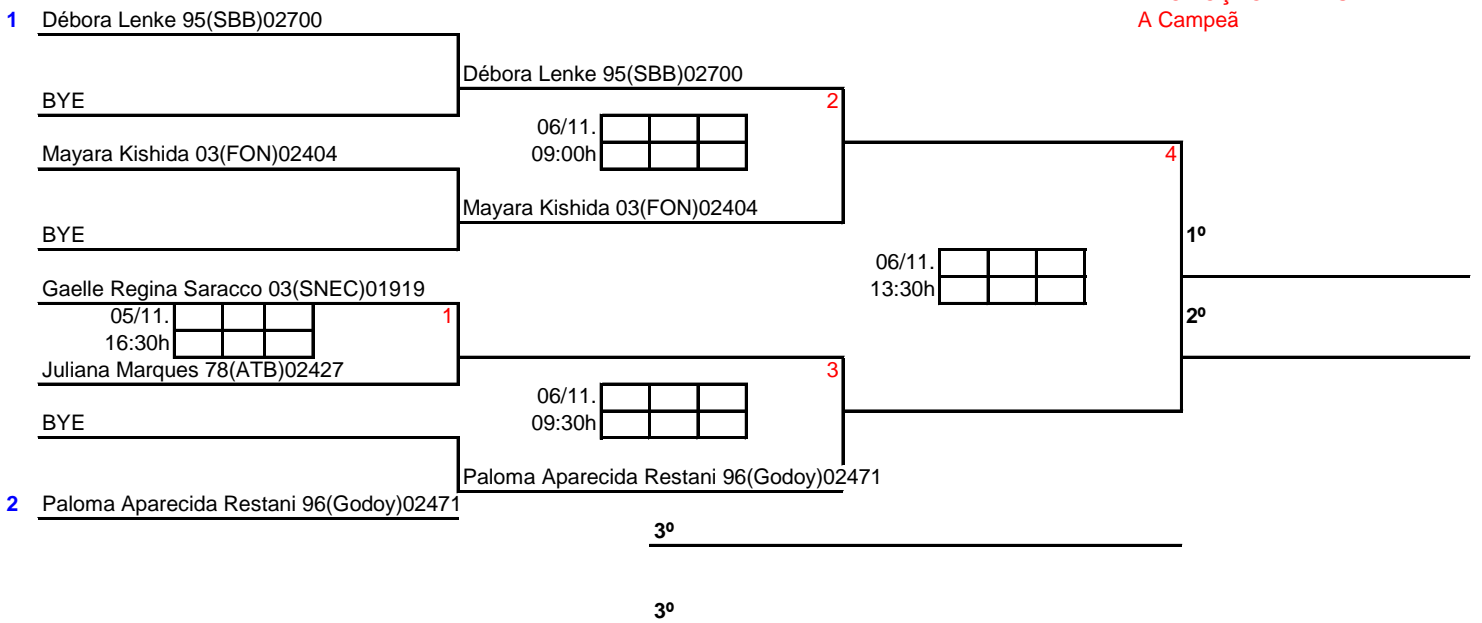 A Campeã
1 Débora Lenke 95(SBB)02700
Débora Lenke 95(SBB)02700
BYE
2
06/11.
09:00h
Mayara Kishida 03(FON)02404
4
Mayara Kishida 03(FON)02404
BYE
1º
06/11.
13:30h
Gaelle Regina Saracco 03(SNEC)01919
05/11.
16:30h
1
2º
Juliana Marques 78(ATB)02427
3
06/11.
09:30h
BYE
Paloma Aparecida Restani 96(Godoy)02471
2 Paloma Aparecida Restani 96(Godoy)02471
3º
3º